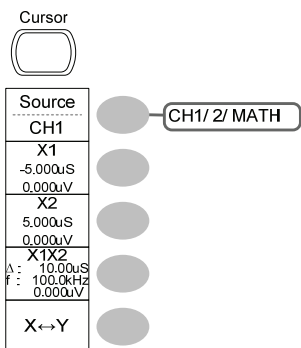 Cursor
Source
CH1
CH1/ 2/ MATH
X1
-5.000uS
0.000uV
X2
5.000uS
0.000uV
X1X2
Δ : 10.00uS
f : 100.0kHz
0.000uV
X↔Y